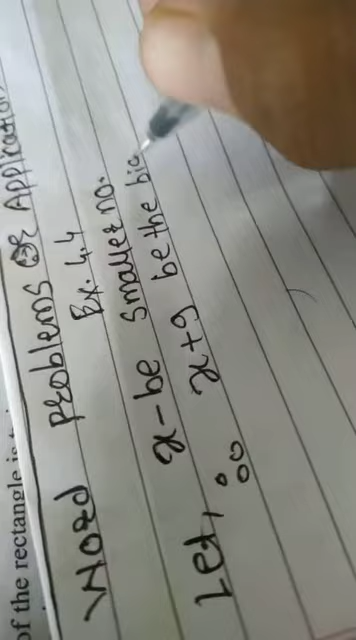 of the rectangle is
Word problems OR Application
Ex. 4.4
Let, x - be smaller no.
∴ x+9 be the big